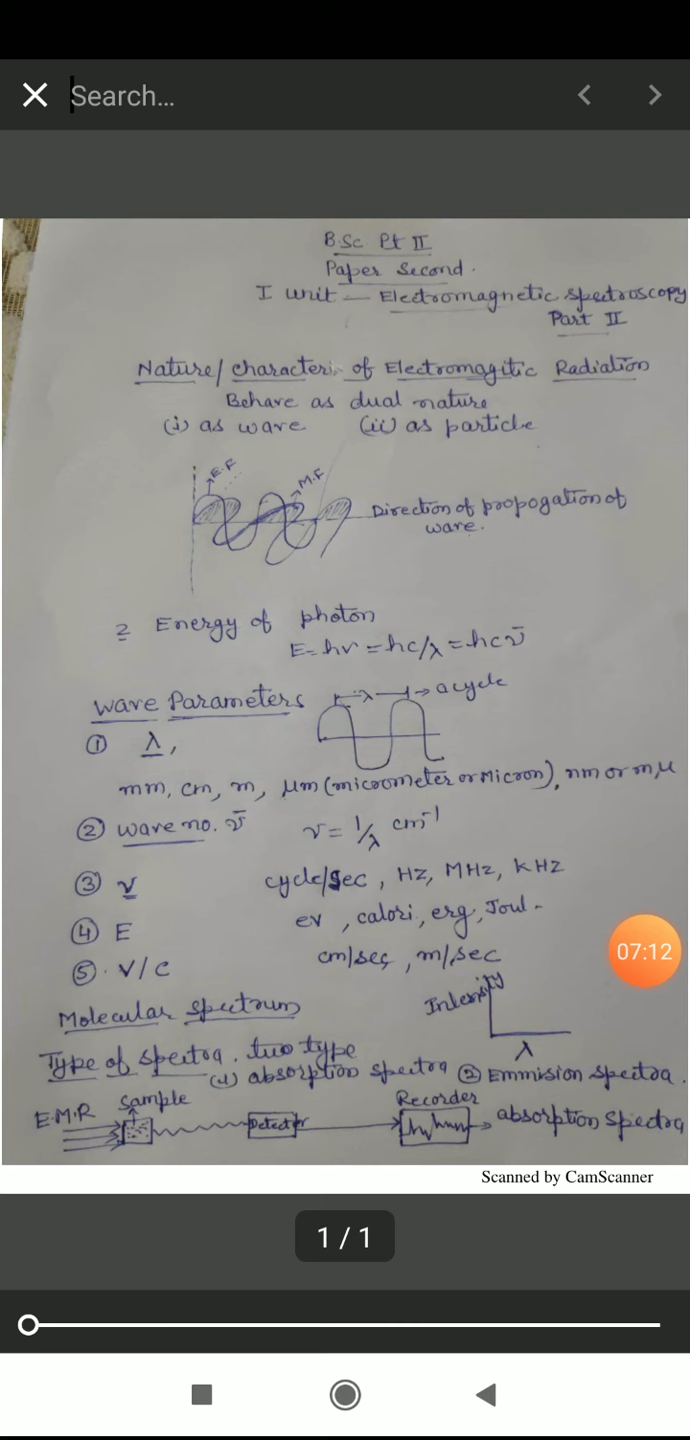 Search...
B.Sc Pt II
Paper Second.
I unit — Electromagnetic spectroscopy
Part II
Nature/ character. of Electromagitic Radiation
Behave as dual nature
(i) as wave (ii) as particle
E.F
M.F
Direction of propogation of
wave.
2 Energy of photon
E=hν =hc/λ =hcν̄
Wave Parameters
λ → a cycle
① λ,
mm, cm, m, μm (micrometer or Micron), nm or m,μ
② wave no. ν̄ ν = 1/λ cm⁻¹
③ ν cycle/sec, HZ, MHZ, KHZ
④ E ev, calori, erg, Joul -
07:12
⑤. V/C cm/sec, m/sec
Intensity
Molecular spectrum
λ
Type of spectra. two type
(1) absorption spectra ② Emmision spectra.
E.M.R Sample Recorder
Detector absorption spectra
Scanned by CamScanner
1 / 1